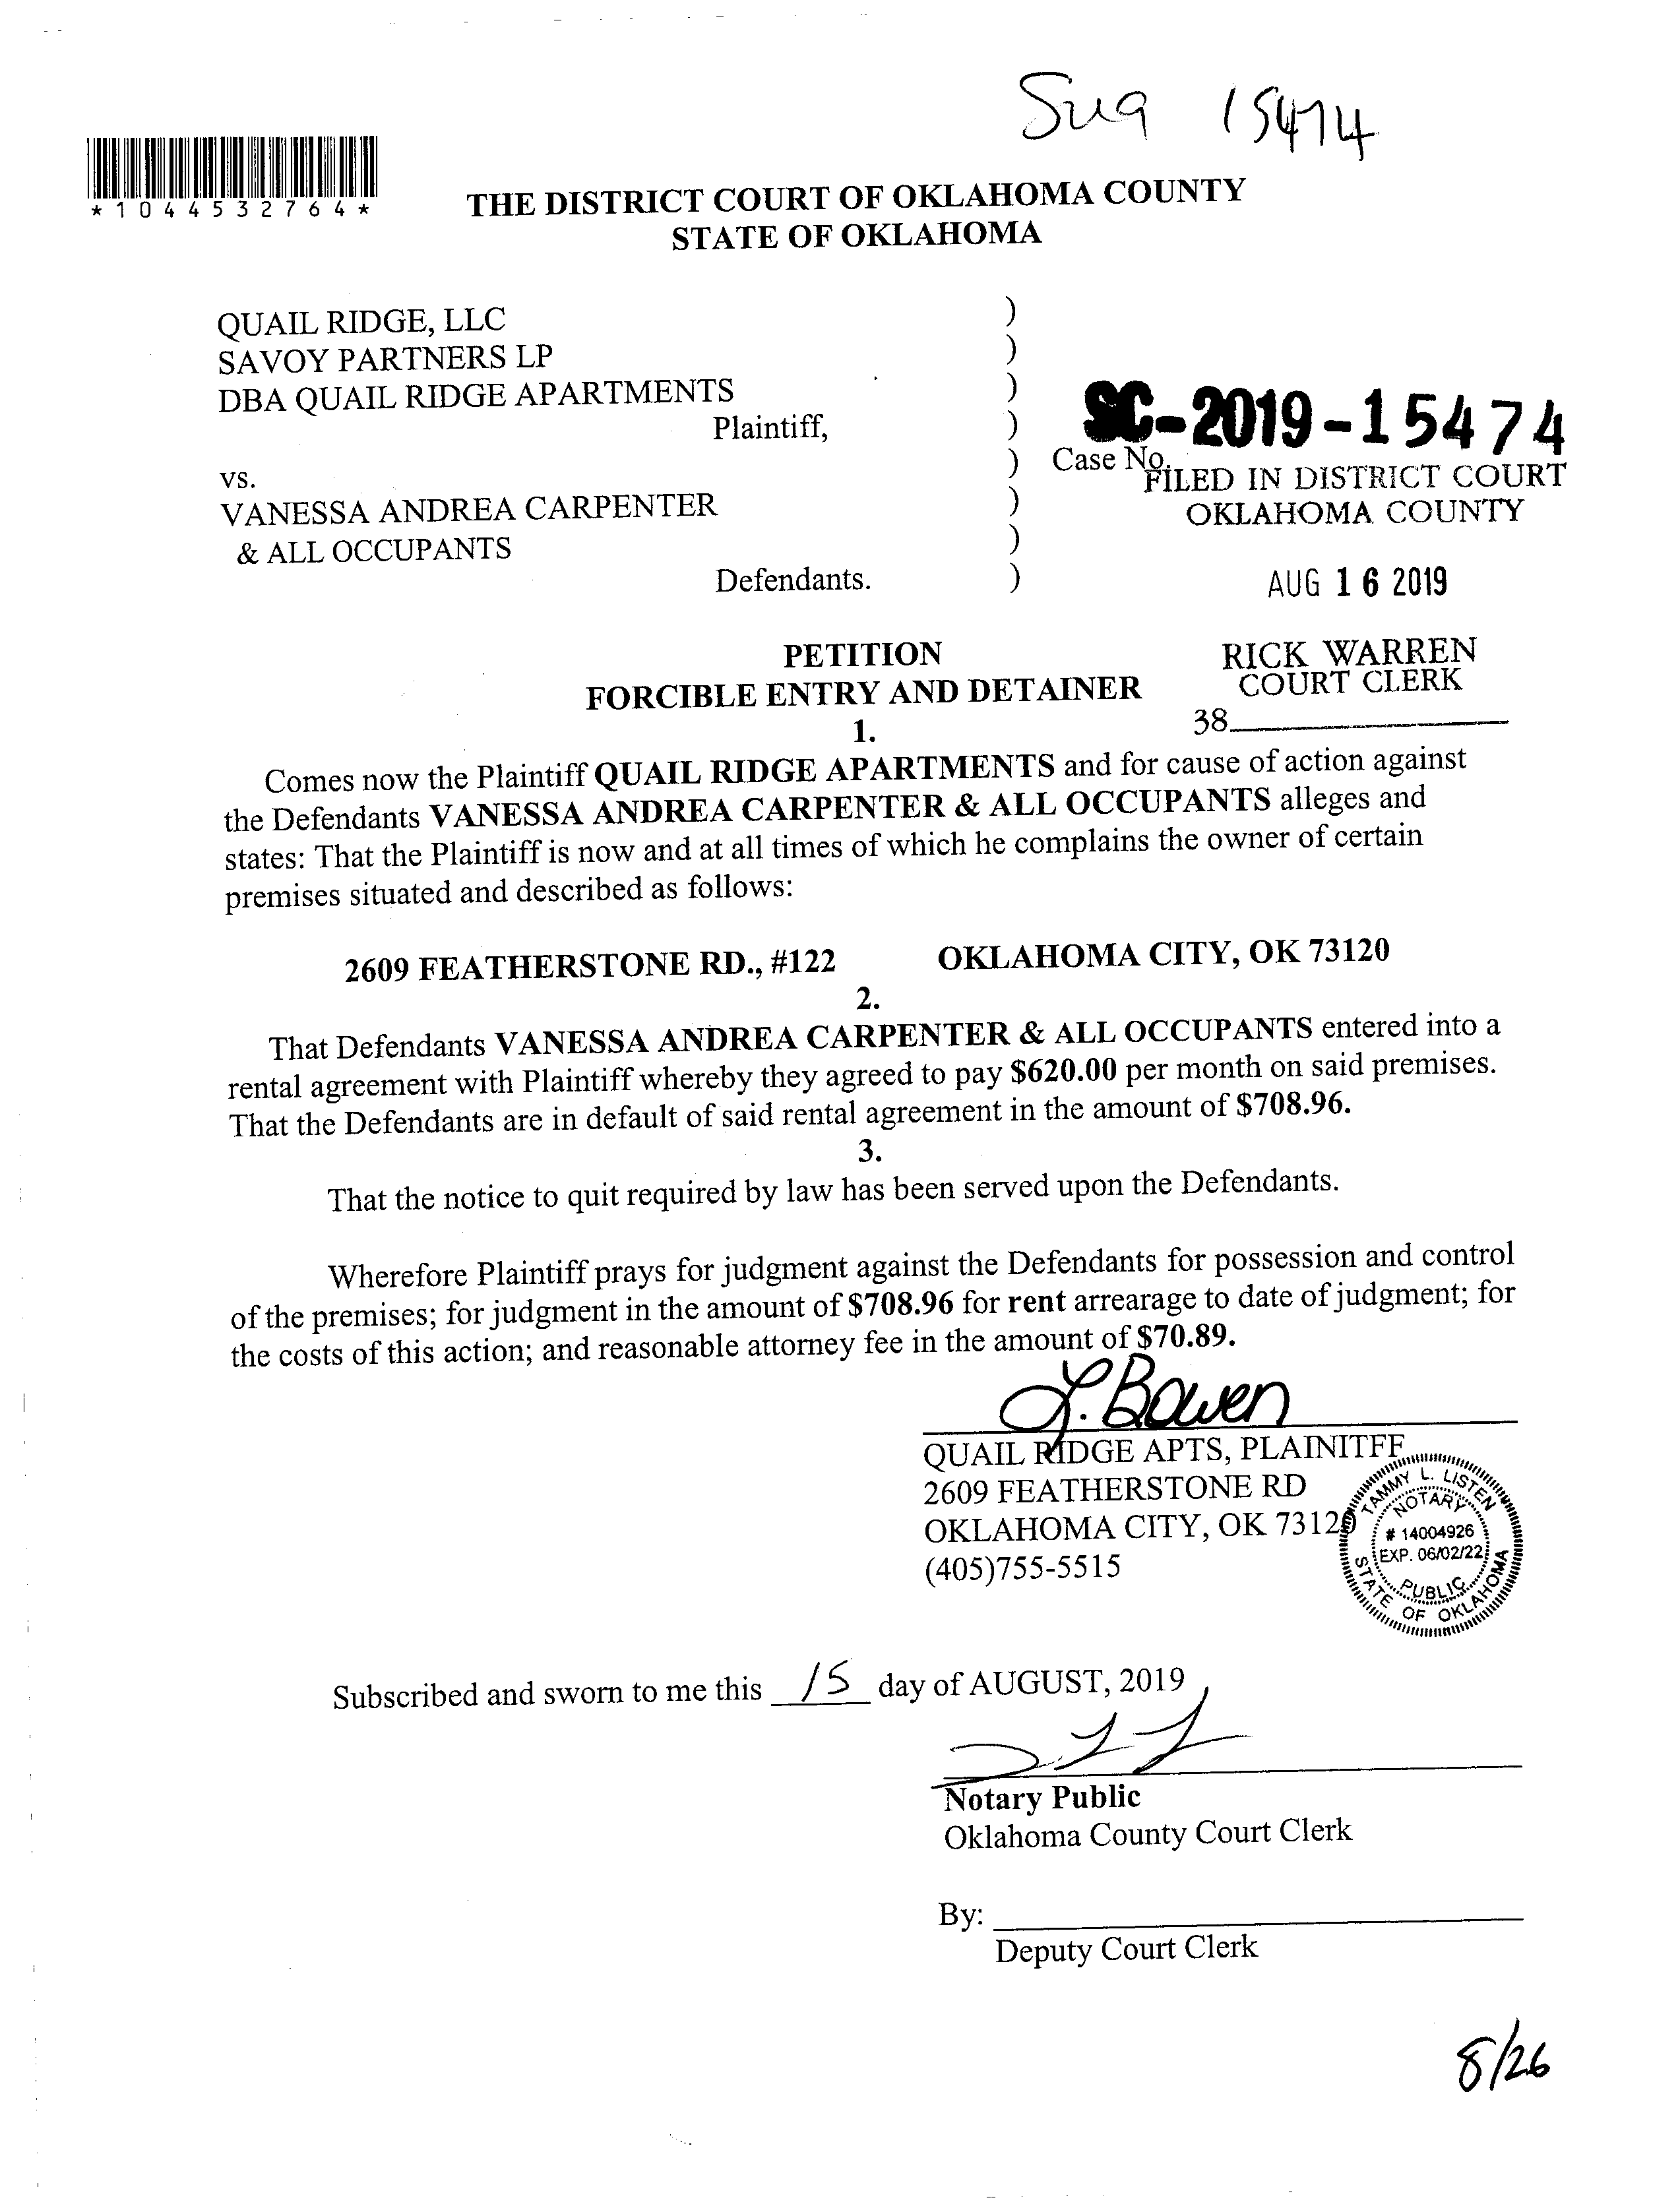 Sug 15474
*1044532764*
THE DISTRICT COURT OF OKLAHOMA COUNTY
STATE OF OKLAHOMA
QUAIL RIDGE, LLC )
SAVOY PARTNERS LP )
DBA QUAIL RIDGE APARTMENTS )
Plaintiff, )
SC-2019-15474
) Case No.
vs.
FILED IN DISTRICT COURT
VANESSA ANDREA CARPENTER )
OKLAHOMA COUNTY
& ALL OCCUPANTS )
Defendants. )
AUG 16 2019
PETITION
RICK WARREN
FORCIBLE ENTRY AND DETAINER
COURT CLERK
1.
38
Comes now the Plaintiff QUAIL RIDGE APARTMENTS and for cause of action against
the Defendants VANESSA ANDREA CARPENTER & ALL OCCUPANTS alleges and
states: That the Plaintiff is now and at all times of which he complains the owner of certain
premises situated and described as follows:
2609 FEATHERSTONE RD., #122 OKLAHOMA CITY, OK 73120
2.
That Defendants VANESSA ANDREA CARPENTER & ALL OCCUPANTS entered into a
rental agreement with Plaintiff whereby they agreed to pay $620.00 per month on said premises.
That the Defendants are in default of said rental agreement in the amount of $708.96.
3.
That the notice to quit required by law has been served upon the Defendants.
Wherefore Plaintiff prays for judgment against the Defendants for possession and control
of the premises; for judgment in the amount of $708.96 for rent arrearage to date of judgment; for
the costs of this action; and reasonable attorney fee in the amount of $70.89.
L. Bowen
QUAIL RIDGE APTS, PLAINITFF
2609 FEATHERSTONE RD
OKLAHOMA CITY, OK 73120
(405)755-5515
TAMMY L. LISTEN
NOTARY
# 14004926
EXP. 06/02/22
PUBLIC
STATE OF OKLAHOMA
Subscribed and sworn to me this 15 day of AUGUST, 2019
Notary Public
Oklahoma County Court Clerk
By:
Deputy Court Clerk
8/26